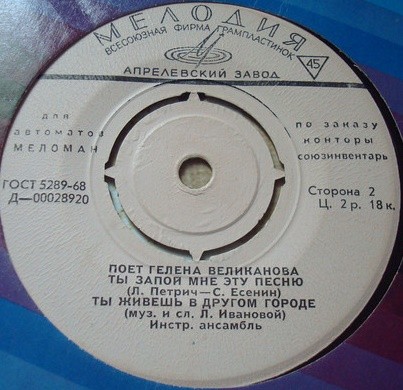 МЕЛОДИЯ
ВСЕСОЮЗНАЯ ФИРМА ГРАМПЛАСТИНОК
АПРЕЛЕВСКИЙ ЗАВОД
45
для
автоматов
МЕЛОМАН
по заказу
конторы
союзинвентарь
ГОСТ 5289-68
Д—00028920
Сторона 2
Ц. 2 р. 18 к.
ПОЕТ ГЕЛЕНА ВЕЛИКАНОВА
ТЫ ЗАПОЙ МНЕ ЭТУ ПЕСНЮ
(Л. Петрич—С. Есенин)
ТЫ ЖИВЕШЬ В ДРУГОМ ГОРОДЕ
(муз. и сл. Л. Ивановой)
Инстр. ансамбль